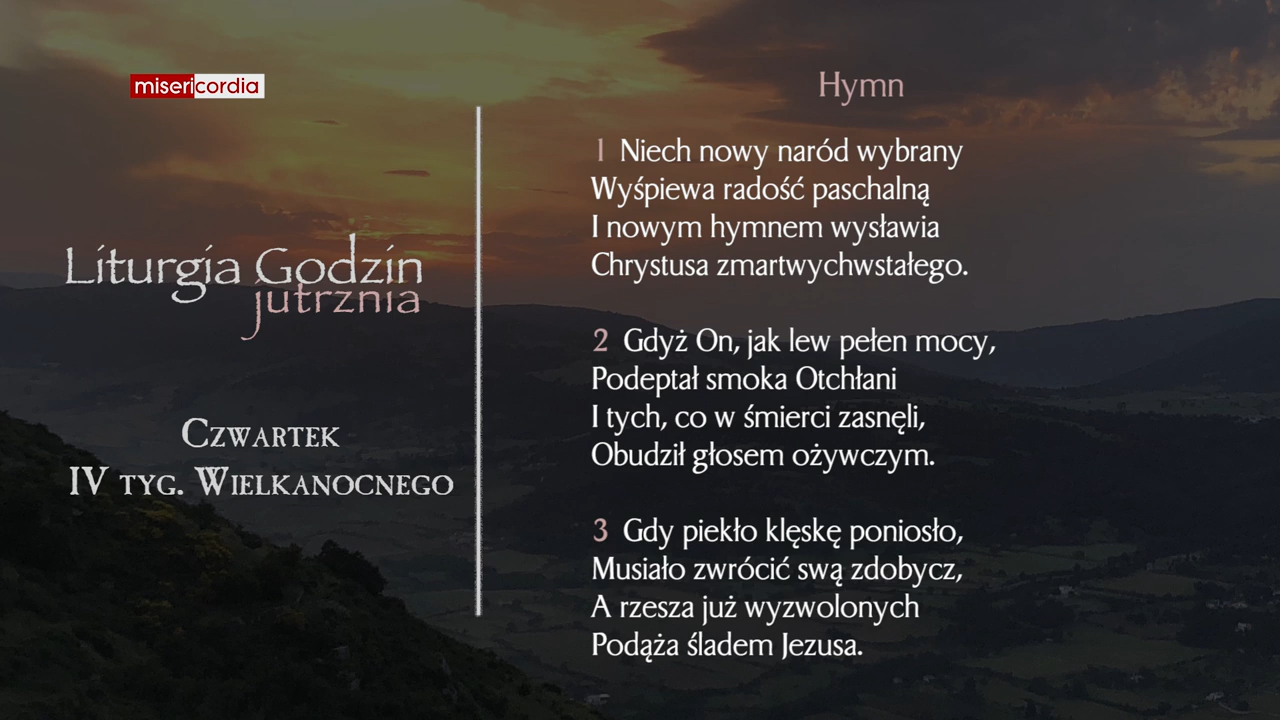 misericordia
Liturgia Godzin
jutrznia
Czwartek
IV tyg. Wielkanocnego
Hymn
1 Niech nowy naród wybrany
Wyśpiewa radość paschalną
I nowym hymnem wysławia
Chrystusa zmartwychwstałego.
2 Gdyż On, jak lew pełen mocy,
Podeptał smoka Otchłani
I tych, co w śmierci zasnęli,
Obudził głosem ożywczym.
3 Gdy piekło klęskę poniosło,
Musiało zwrócić swą zdobycz,
A rzesza już wyzwolonych
Podąża śladem Jezusa.